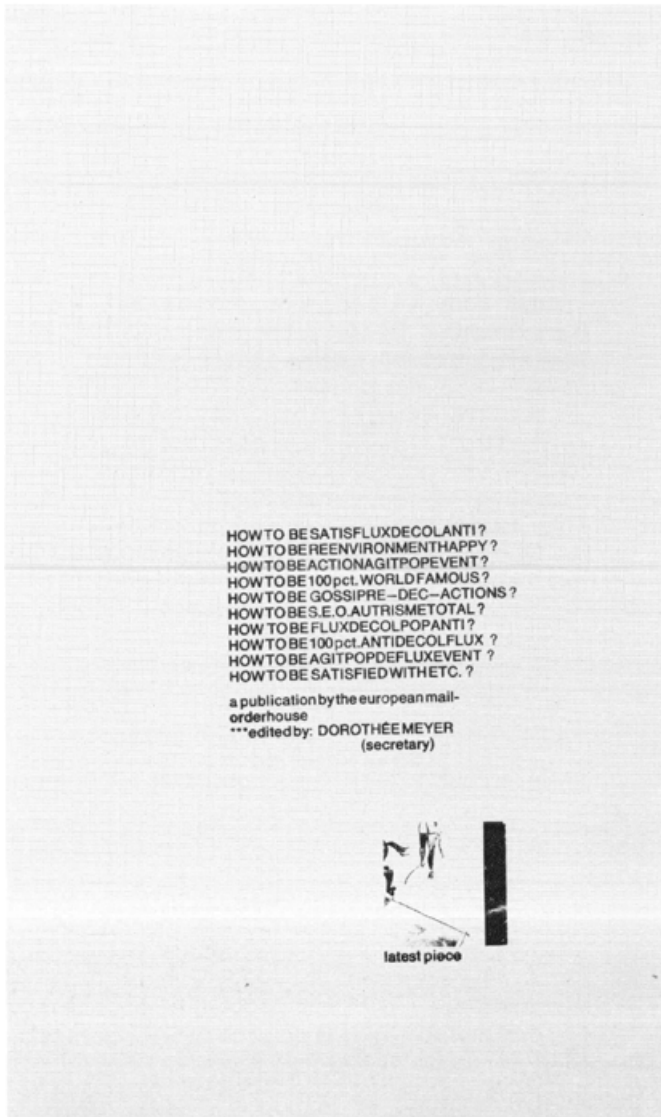 HOW TO BE SATISFLUXDECOLANTI ?
HOW TO BE REENVIRONMENTHAPPY ?
HOW TO BE ACTIONAGITPOPEVENT ?
HOW TO BE 100 pct. WORLD FAMOUS ?
HOW TO BE GOSSIPRE–DEC–ACTIONS ?
HOW TO BE S.E.O. AUTRISMETOTAL ?
HOW TO BE FLUXDECOLPOPANTI ?
HOW TO BE 100 pct. ANTIDECOLFLUX ?
HOW TO BE AGITPOPDEFLUXEVENT ?
HOW TO BE SATISFIED WITH ETC. ?
a publication by the european mail-
orderhouse
***edited by: DOROTHÉE MEYER
(secretary)
latest piece